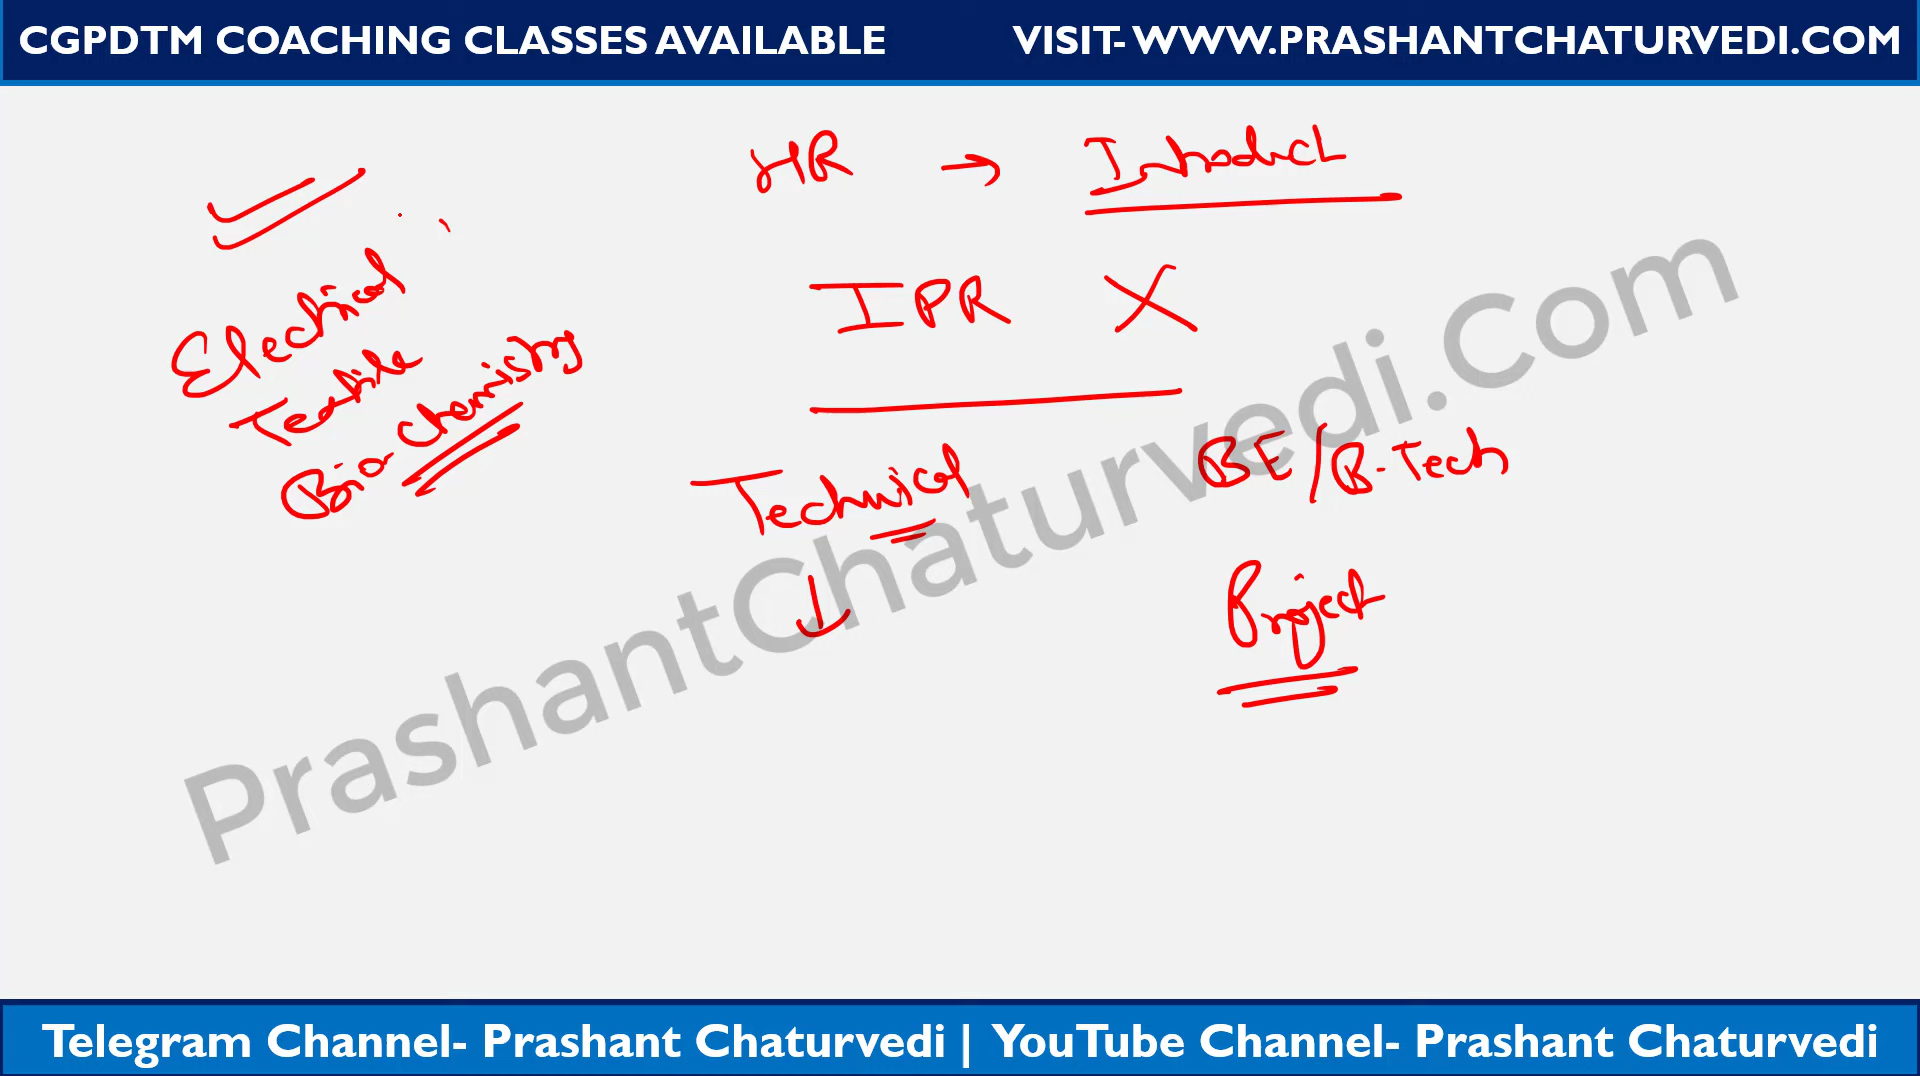 CGPDTM COACHING CLASSES AVAILABLE VISIT- WWW.PRASHANTCHATURVEDI.COM
HR → Introduct
IPR X
Electrical
Textile
Bio-Chemistry
Technical BE/B-Tech
Project
PrashantChaturvedi.Com
Telegram Channel- Prashant Chaturvedi | YouTube Channel- Prashant Chaturvedi